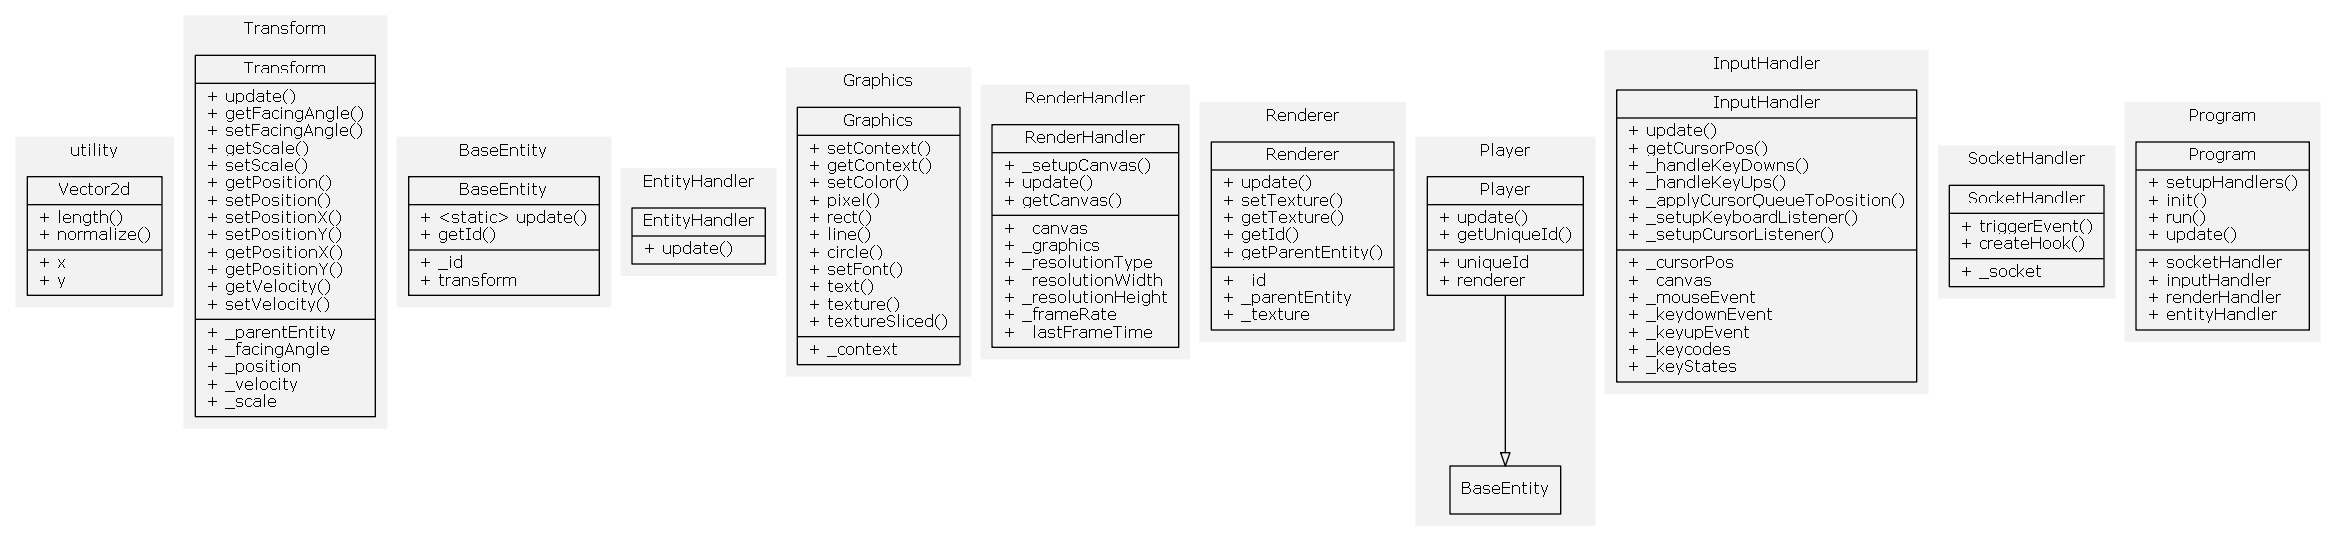 utility
Vector2d
+ length()
+ normalize()
+ x
+ y
Transform
Transform
+ update()
+ getFacingAngle()
+ setFacingAngle()
+ getScale()
+ setScale()
+ getPosition()
+ setPosition()
+ setPositionX()
+ setPositionY()
+ getPositionX()
+ getPositionY()
+ getVelocity()
+ setVelocity()
+ _parentEntity
+ _facingAngle
+ _position
+ _velocity
+ _scale
BaseEntity
BaseEntity
+ <static> update()
+ getId()
+ _id
+ transform
EntityHandler
EntityHandler
+ update()
Graphics
Graphics
+ setContext()
+ getContext()
+ setColor()
+ pixel()
+ rect()
+ line()
+ circle()
+ setFont()
+ text()
+ texture()
+ textureSliced()
+ _context
RenderHandler
RenderHandler
+ _setupCanvas()
+ update()
+ getCanvas()
+ _canvas
+ _graphics
+ _resolutionType
+ _resolutionWidth
+ _resolutionHeight
+ _frameRate
+ _lastFrameTime
Renderer
Renderer
+ update()
+ setTexture()
+ getTexture()
+ getId()
+ getParentEntity()
+ _id
+ _parentEntity
+ _texture
Player
Player
+ update()
+ getUniqueId()
+ uniqueId
+ renderer
BaseEntity
InputHandler
InputHandler
+ update()
+ getCursorPos()
+ _handleKeyDowns()
+ _handleKeyUps()
+ _applyCursorQueueToPosition()
+ _setupKeyboardListener()
+ _setupCursorListener()
+ _cursorPos
+ _canvas
+ _mouseEvent
+ _keydownEvent
+ _keyupEvent
+ _keycodes
+ _keyStates
SocketHandler
SocketHandler
+ triggerEvent()
+ createHook()
+ _socket
Program
Program
+ setupHandlers()
+ init()
+ run()
+ update()
+ socketHandler
+ inputHandler
+ renderHandler
+ entityHandler